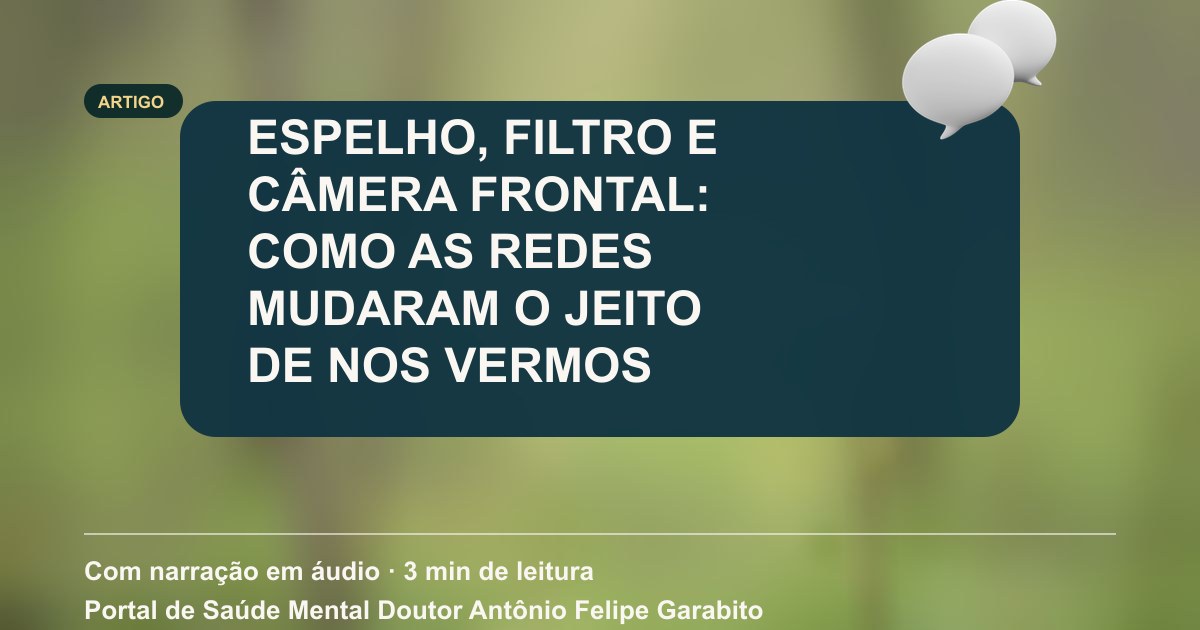 ARTIGO
ESPELHO, FILTRO E
CÂMERA FRONTAL:
COMO AS REDES
MUDARAM O JEITO
DE NOS VERMOS
Com narração em áudio · 3 min de leitura
Portal de Saúde Mental Doutor Antônio Felipe Garabito